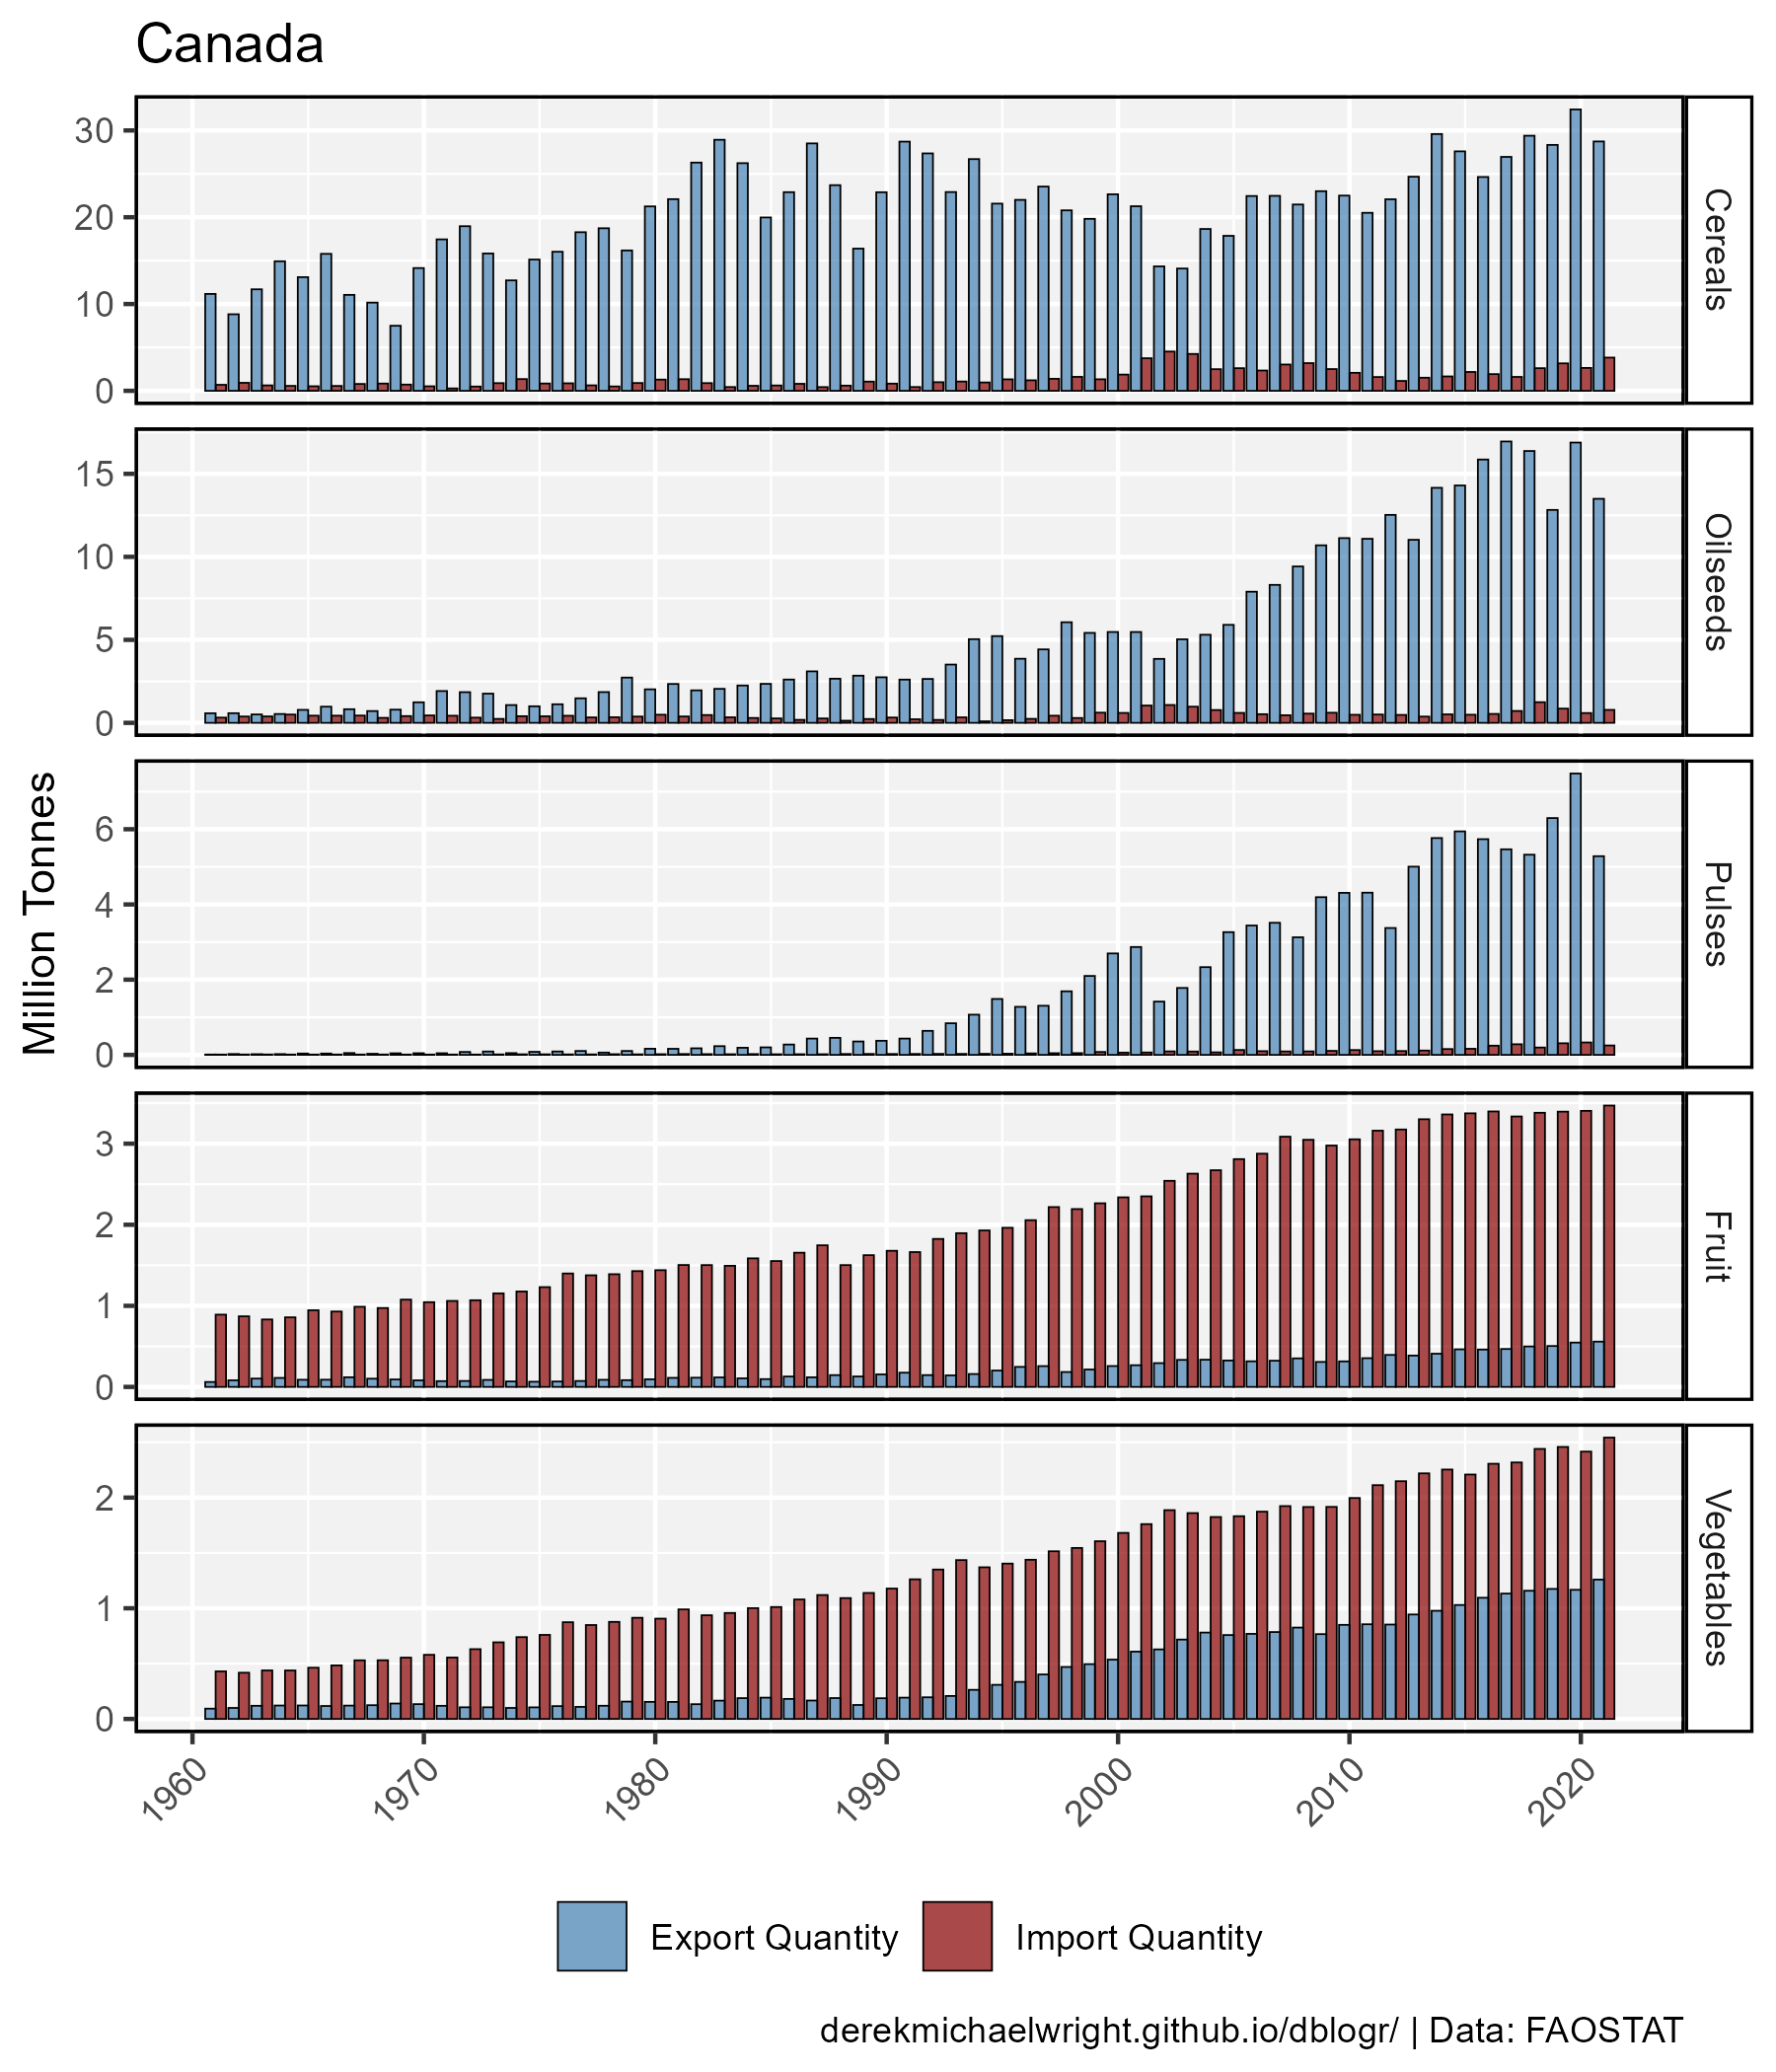 Canada
Million Tonnes
30
20
10
0
Cereals
15
10
5
0
Oilseeds
6
4
2
0
Pulses
3
2
1
0
Fruit
2
1
0
Vegetables
1960 1970 1980 1990 2000 2010 2020
Export Quantity Import Quantity
derekmichaelwright.github.io/dblogr/ | Data: FAOSTAT